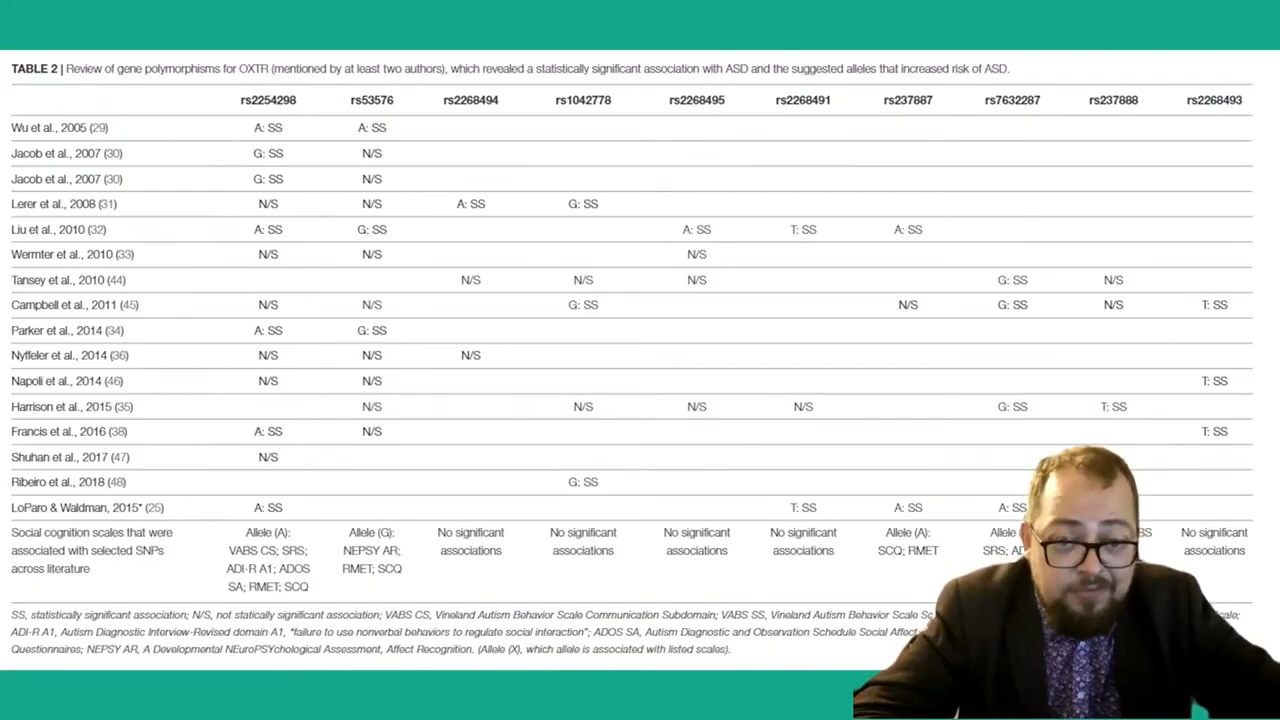 TABLE 2 | Review of gene polymorphisms for OXTR (mentioned by at least two authors), which revealed a statistically significant association with ASD and the suggested alleles that increased risk of ASD.
rs2254298 rs53576 rs2268494 rs1042778 rs2268495 rs2268491 rs237887 rs7632287 rs237888 rs2268493
Wu et al., 2005 (29) A: SS A: SS
Jacob et al., 2007 (30) G: SS N/S
Jacob et al., 2007 (30) G: SS N/S
Lerer et al., 2008 (31) N/S N/S A: SS G: SS
Liu et al., 2010 (32) A: SS G: SS A: SS T: SS A: SS
Wermter et al., 2010 (33) N/S N/S N/S
Tansey et al., 2010 (44) N/S N/S N/S G: SS N/S
Campbell et al., 2011 (45) N/S N/S G: SS N/S G: SS N/S T: SS
Parker et al., 2014 (34) A: SS G: SS
Nyffeler et al., 2014 (36) N/S N/S N/S
Napoli et al., 2014 (46) N/S N/S T: SS
Harrison et al., 2015 (35) N/S N/S N/S N/S G: SS T: SS
Francis et al., 2016 (38) A: SS N/S T: SS
Shuhan et al., 2017 (47) N/S
Ribeiro et al., 2018 (48) G: SS
LoParo & Waldman, 2015* (25) A: SS T: SS A: SS A: SS
Social cognition scales that were Allele (A): Allele (G): No significant No significant No significant No significant Allele (A): No significant
associated with selected SNPs VABS CS; SRS; NEPSY AR; associations associations associations associations SCQ; RMET SRS; BS associations
across literature ADI-R A1; ADOS RMET; SCQ
SA; RMET; SCQ
SS, statistically significant association; N/S, not statically significant association; VABS CS, Vineland Autism Behavior Scale Communication Subdomain; VABS SS, Vineland Autism Behavior Scale
ADI-R A1, Autism Diagnostic Interview-Revised domain A1, "failure to use nonverbal behaviors to regulate social interaction"; ADOS SA, Autism Diagnostic and Observation Schedule Social Affect
Questionnaires; NEPSY AR, A Developmental NEuroPSYchological Assessment, Affect Recognition. (Allele (X), which allele is associated with listed scales).